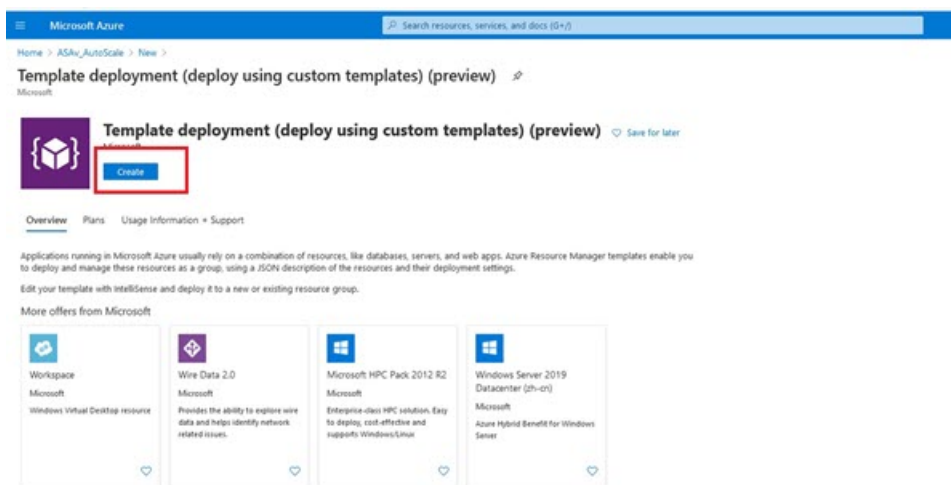 Microsoft Azure
Search resources, services, and docs (G+/)
Home > ASAv_AutoScale > New >
Template deployment (deploy using custom templates) (preview)
Microsoft
Template deployment (deploy using custom templates) (preview)
Save for later
Microsoft
Create
Overview Plans Usage Information + Support
Applications running in Microsoft Azure usually rely on a combination of resources, like databases, servers, and web apps. Azure Resource Manager templates enable you
to deploy and manage these resources as a group, using a JSON description of the resources and their deployment settings.
Edit your template with IntelliSense and deploy it to a new or existing resource group.
More offers from Microsoft
Workspace
Microsoft
Windows Virtual Desktop resource
Wire Data 2.0
Microsoft
Provides the ability to explore wire
data and helps identify network
related issues.
Microsoft HPC Pack 2012 R2
Microsoft
Enterprise-class HPC solution. Easy
to deploy, cost-effective and
supports Windows/Linux
Windows Server 2019
Datacenter (zh-cn)
Microsoft
Azure Hybrid Benefit for Windows
Server